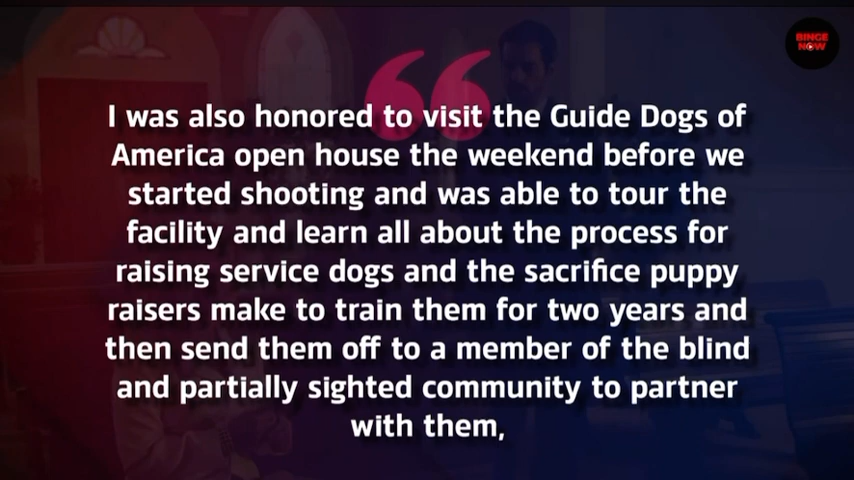 BINGE
NOW
I was also honored to visit the Guide Dogs of
America open house the weekend before we
started shooting and was able to tour the
facility and learn all about the process for
raising service dogs and the sacrifice puppy
raisers make to train them for two years and
then send them off to a member of the blind
and partially sighted community to partner
with them,